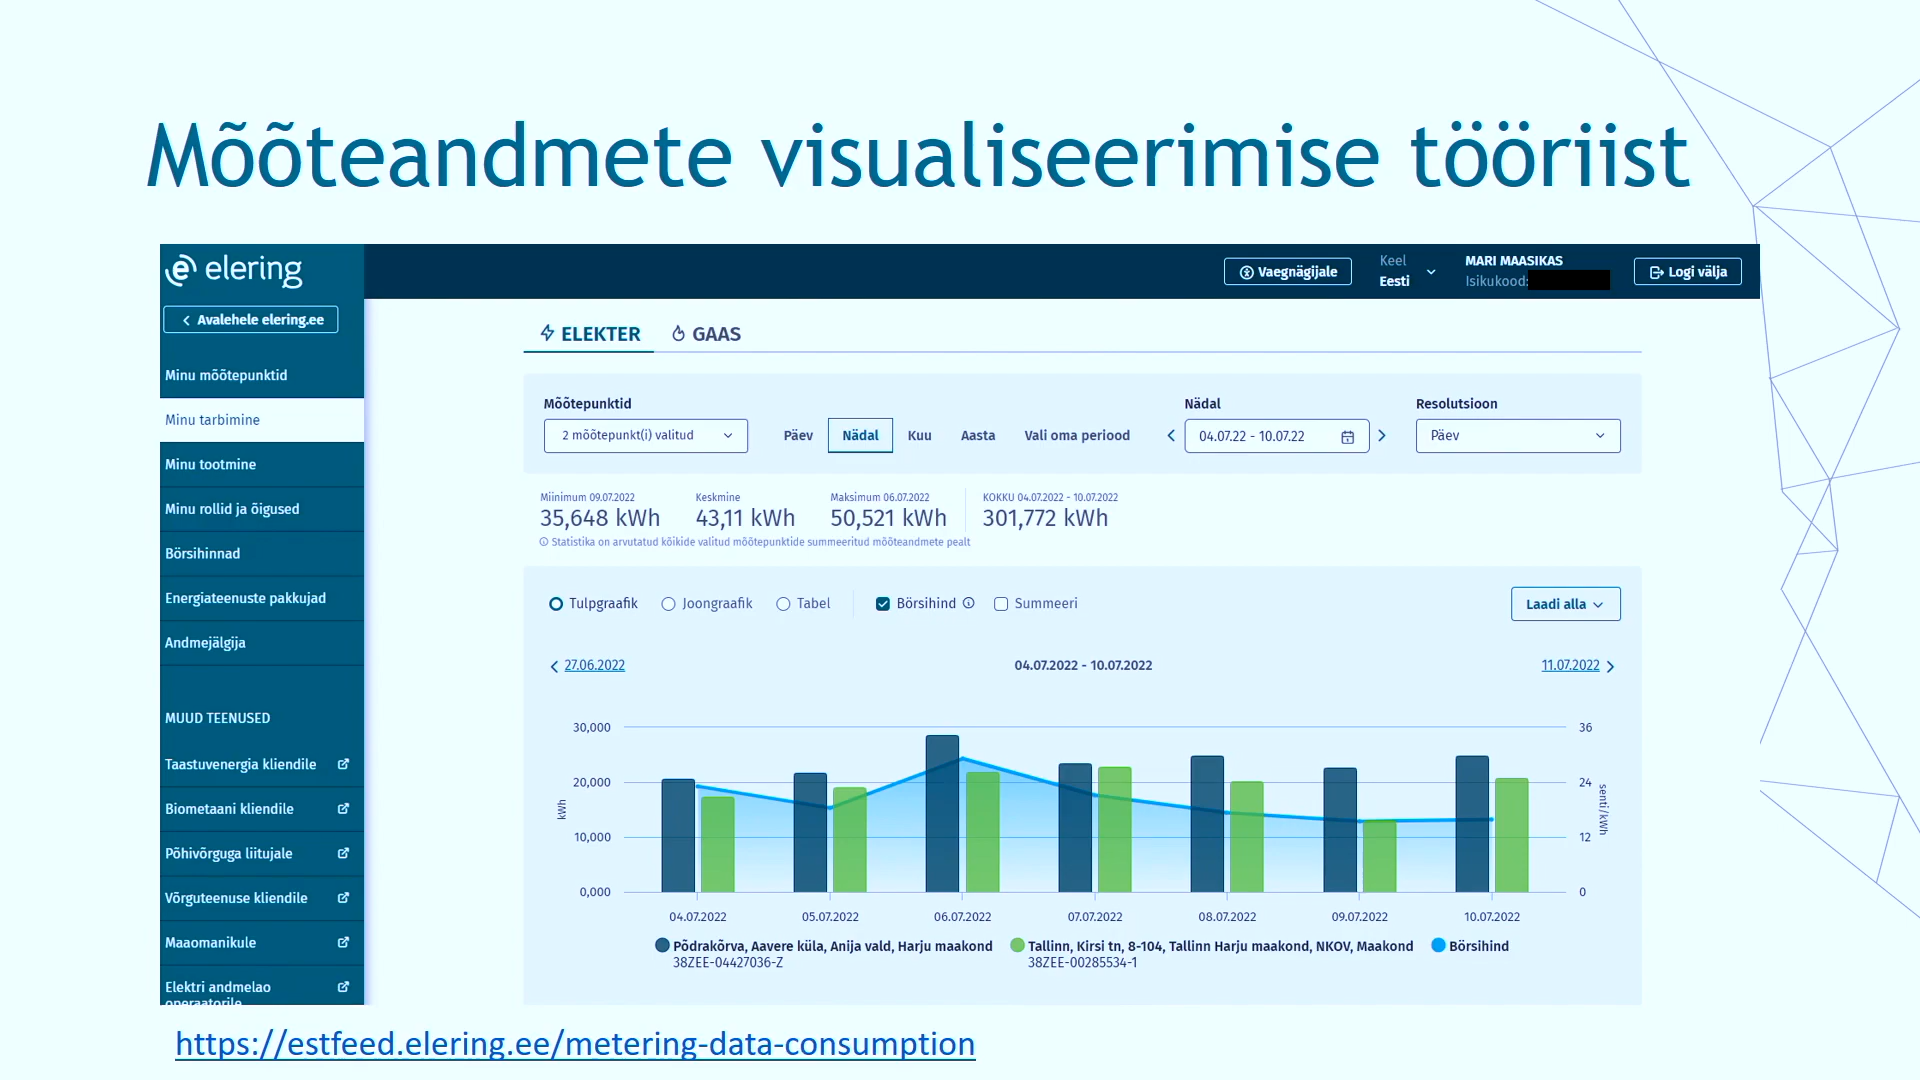 Mõõteandmete visualiseerimise tööriist
elering
Vaegnägijale
Keel
Eesti
MARI MAASIKAS
Isikukood:
Logi välja
Avalehele elering.ee
Minu mõõtepunktid
Minu tarbimine
Minu tootmine
Minu rollid ja õigused
Börsihinnad
Energiateenuste pakkujad
Andmejälgija
MUUD TEENUSED
Taastuvenergia kliendile
Biometaani kliendile
Põhivõrguga liitujale
Võrguteenuse kliendile
Maaomanikule
Elektri andmelao
operaatorile
ELEKTER GAAS
Mõõtepunktid
2 mõõtepunkt(i) valitud
Päev Nädal Kuu Aasta Vali oma periood
Nädal
04.07.22 - 10.07.22
Resolutsioon
Päev
Miinimum 09.07.2022
35,648 kWh
Keskmine
43,11 kWh
Maksimum 06.07.2022
50,521 kWh
KOKKU 04.07.2022 - 10.07.2022
301,772 kWh
Statistika on arvutatud kõikide valitud mõõtepunktide summeeritud mõõteandmete pealt
Tulpgraafik Joongraafik Tabel Börsihind Summeeri
Laadi alla
27.06.2022
04.07.2022 - 10.07.2022
11.07.2022
30,000
20,000
10,000
0,000
kWh
36
24
12
0
senti/kWh
04.07.2022 05.07.2022 06.07.2022 07.07.2022 08.07.2022 09.07.2022 10.07.2022
Põdrakõrva, Aavere küla, Anija vald, Harju maakond
38ZEE-04427036-Z
Tallinn, Kirsi tn, 8-104, Tallinn Harju maakond, NKOV, Maakond
38ZEE-00285534-1
Börsihind
https://estfeed.elering.ee/metering-data-consumption